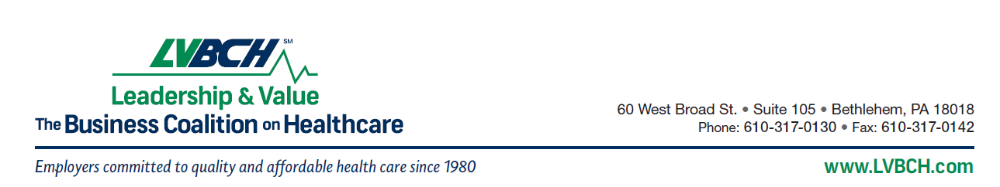 LVBCH SM
Leadership & Value
The Business Coalition on Healthcare
60 West Broad St. • Suite 105 • Bethlehem, PA 18018
Phone: 610-317-0130 • Fax: 610-317-0142
Employers committed to quality and affordable health care since 1980
www.LVBCH.com